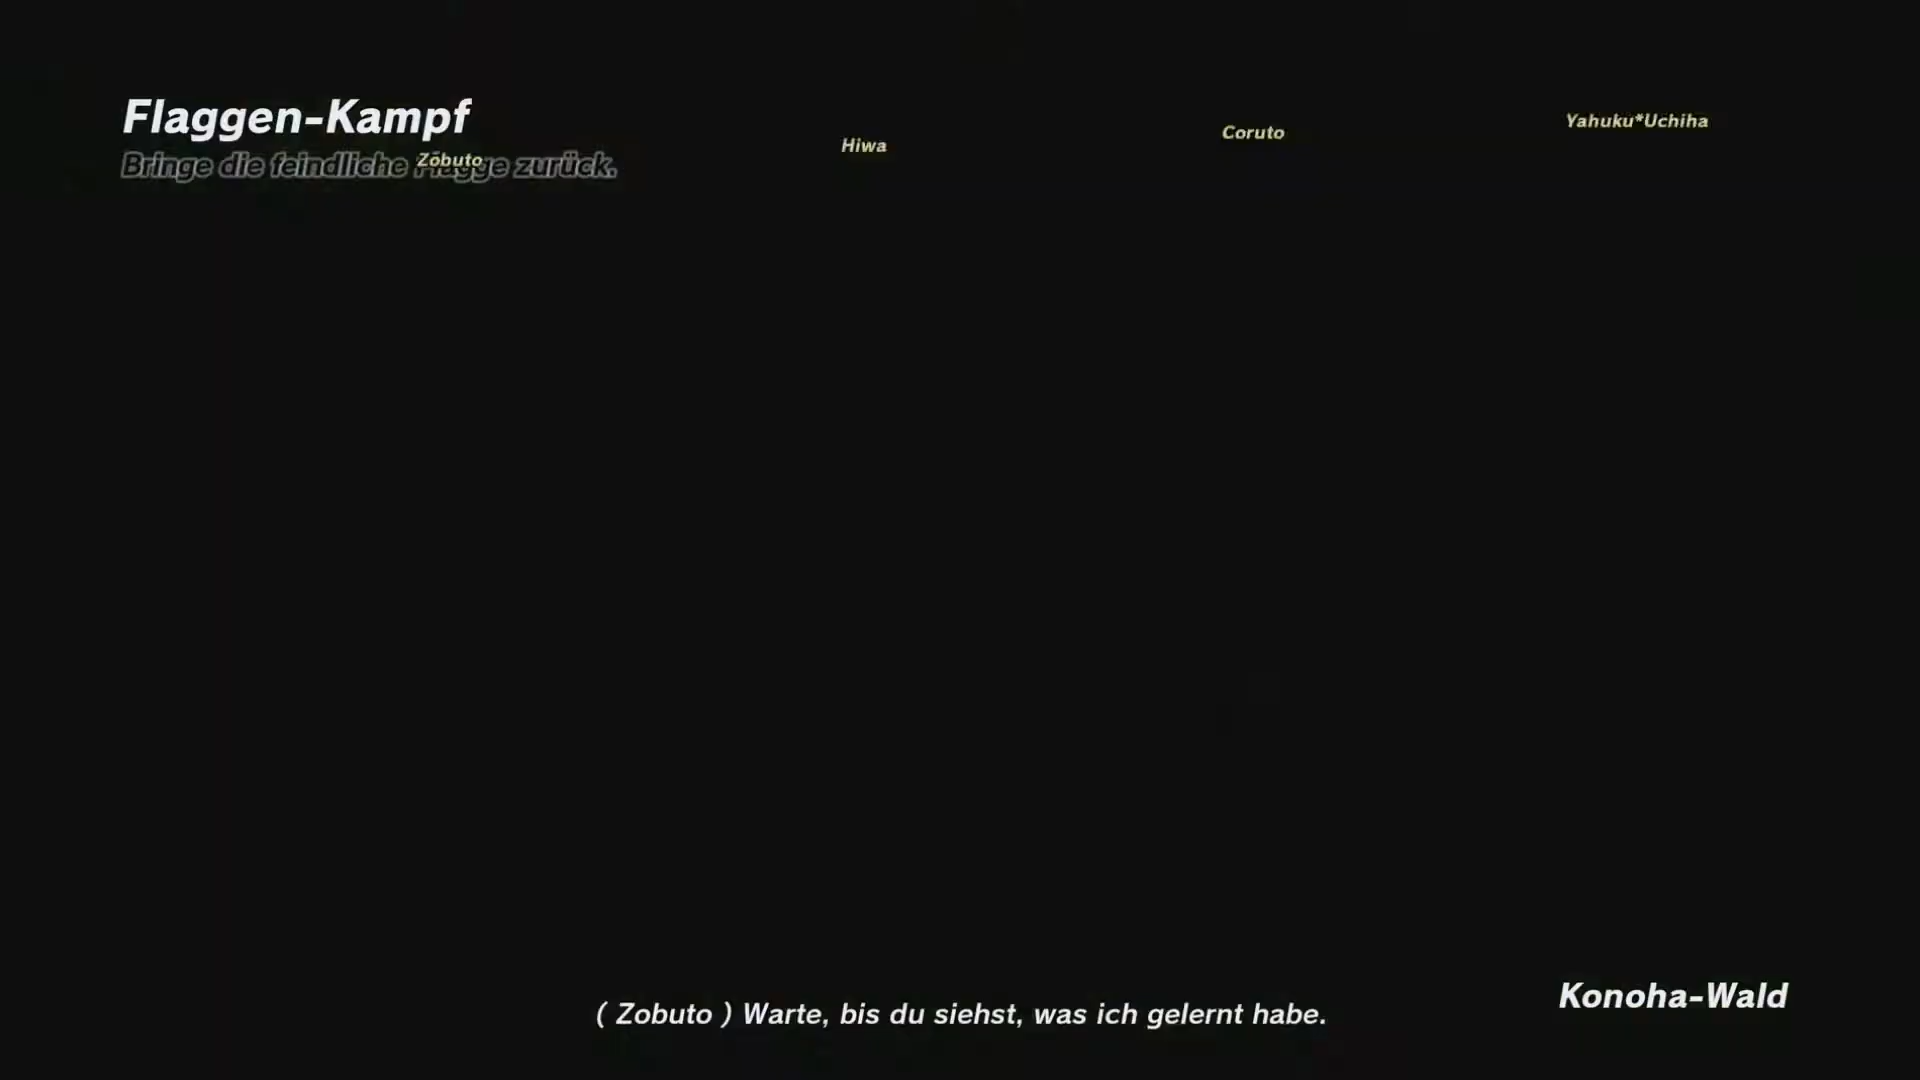 Flaggen-Kampf
Bringe die feindliche Flagge zurück.
Zobuto
Hiwa
Coruto
Yahuku*Uchiha
Konoha-Wald
( Zobuto ) Warte, bis du siehst, was ich gelernt habe.